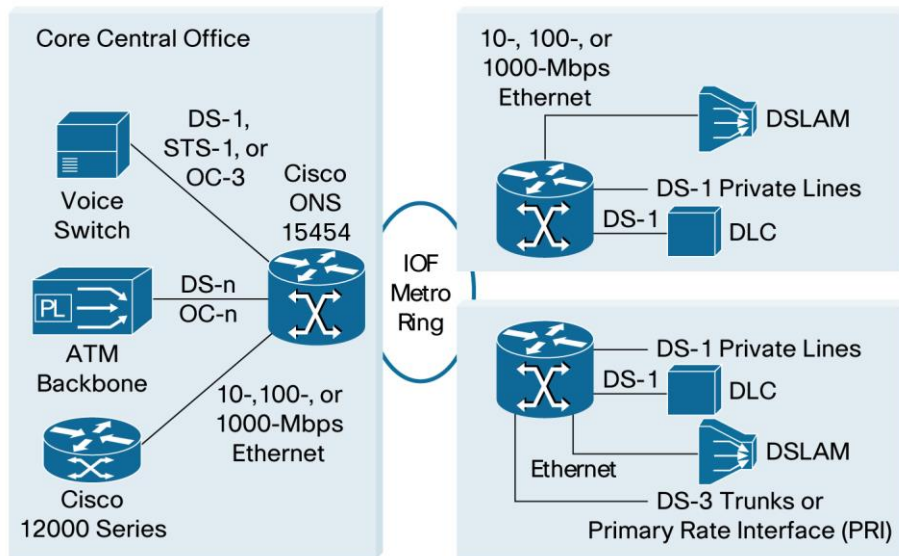 Core Central Office
DS-1,
STS-1, or
OC-3
Voice
Switch
Cisco
ONS
15454
PL
DS-n
OC-n
ATM
Backbone
10-,100-, or
1000-Mbps
Ethernet
Cisco
12000 Series
IOF
Metro
Ring
10-, 100-, or
1000-Mbps
Ethernet
DSLAM
DS-1 Private Lines
DS-1
DLC
DS-1 Private Lines
DS-1
DLC
Ethernet
DSLAM
DS-3 Trunks or
Primary Rate Interface (PRI)